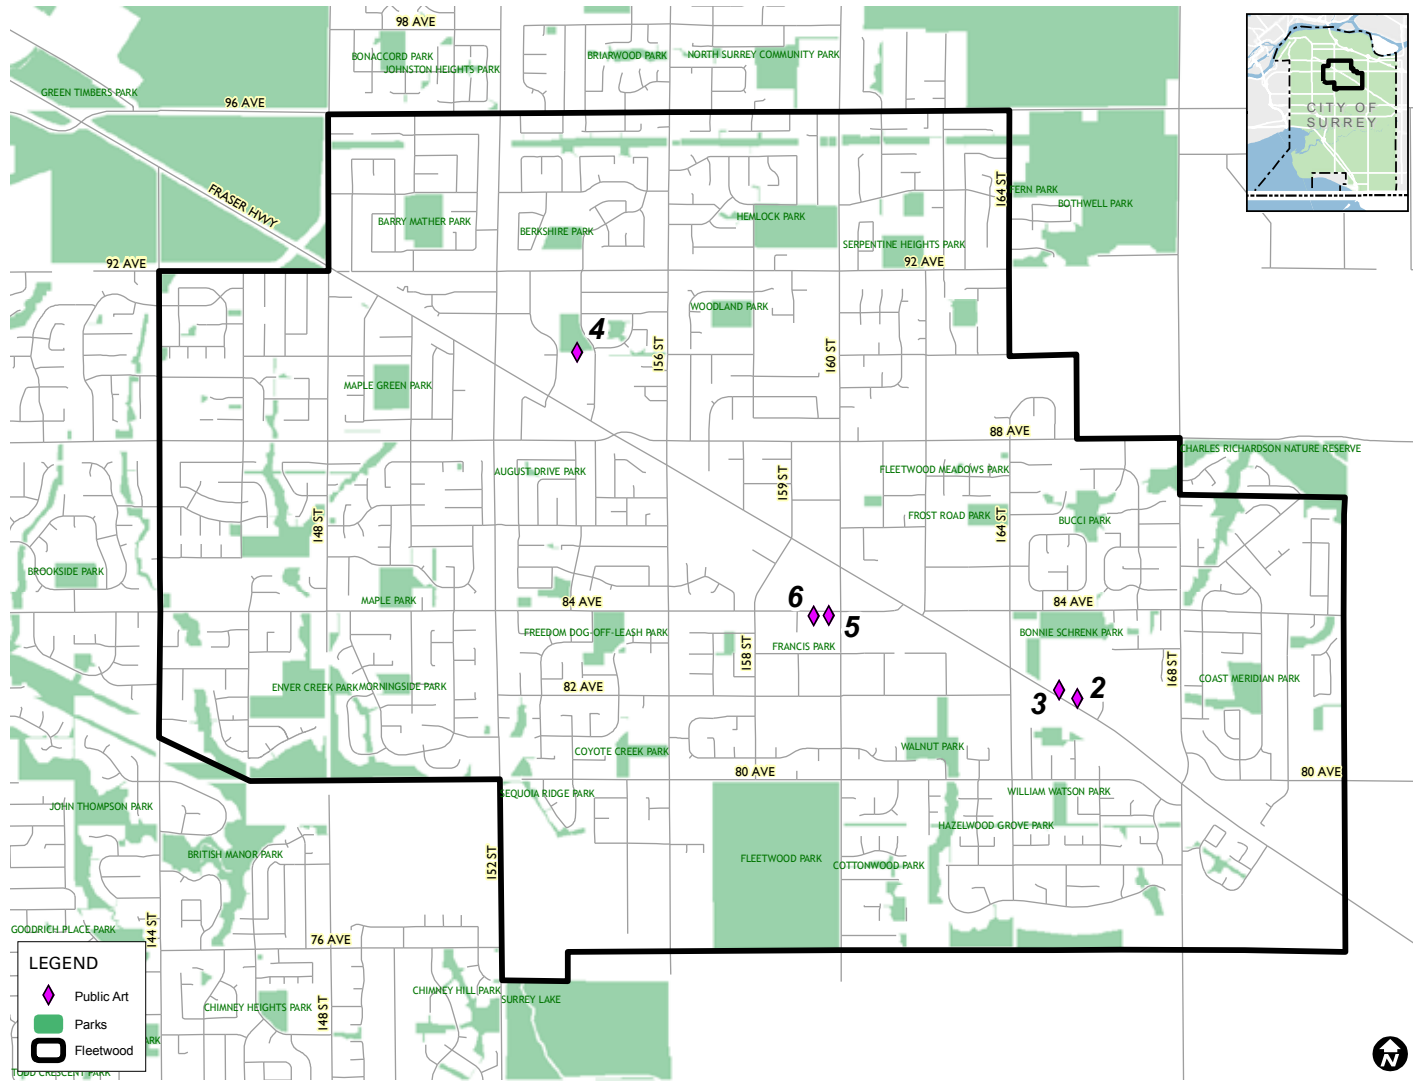 98 AVE
BONACCORD PARK
JOHNSTON HEIGHTS PARK
BRIARWOOD PARK
NORTH SURREY COMMUNITY PARK
GREEN TIMBERS PARK
96 AVE
CITY OF
SURREY
FRASER HWY
164 ST
FERN PARK
BOTHWELL PARK
BARRY MATHER PARK
BERKSHIRE PARK
HEMLOCK PARK
SERPENTINE HEIGHTS PARK
92 AVE
92 AVE
WOODLAND PARK
4
156 ST
160 ST
MAPLE GREEN PARK
88 AVE
CHARLES RICHARDSON NATURE RESERVE
AUGUST DRIVE PARK
159 ST
FLEETWOOD MEADOWS PARK
148 ST
FROST ROAD PARK
164 ST
BUCCI PARK
BROOKSIDE PARK
MAPLE PARK
84 AVE
6
5
84 AVE
FREEDOM DOG-OFF-LEASH PARK
158 ST
FRANCIS PARK
BONNIE SCHRENK PARK
168 ST
ENVER CREEK PARK
MORNINGSIDE PARK
82 AVE
COAST MERIDIAN PARK
3
2
COYOTE CREEK PARK
WALNUT PARK
80 AVE
80 AVE
SEQUOIA RIDGE PARK
WILLIAM WATSON PARK
JOHN THOMPSON PARK
HAZELWOOD GROVE PARK
BRITISH MANOR PARK
152 ST
FLEETWOOD PARK
COTTONWOOD PARK
GOODRICH PLACE PARK
144 ST
76 AVE
LEGEND
Public Art
Parks
Fleetwood
CHIMNEY HEIGHTS PARK
148 ST
CHIMNEY HILL PARK
SURREY LAKE
ARK
TODD CRESCENT PARK
N